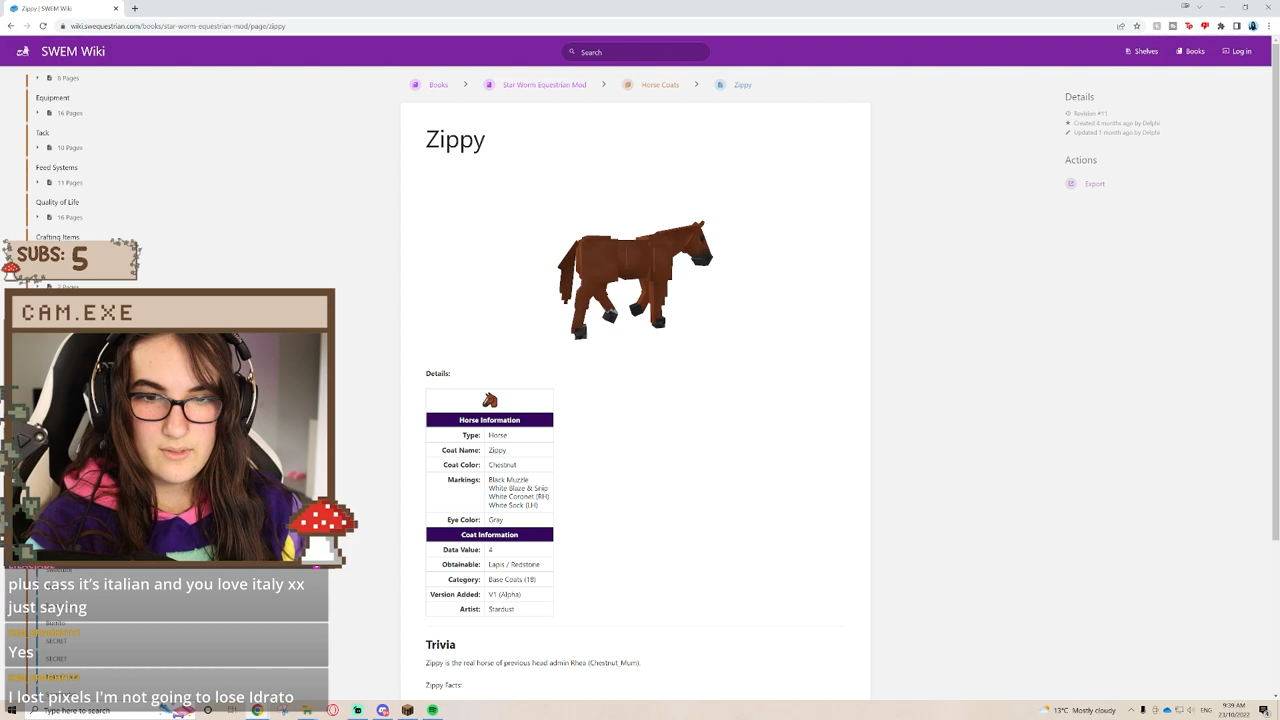 Zippy | SWEM Wiki
wiki.swequestrian.com/books/star-worm-equestrian-mod/page/zippy
SWEM Wiki
Search
Shelves
Books
Log in
8 Pages
Equipment
16 Pages
Tack
10 Pages
Feed Systems
11 Pages
Quality of Life
16 Pages
Crafting Items
Books
Star Worm Equestrian Mod
Horse Coats
Zippy
Zippy
Details:
Horse Information
Type: Horse
Coat Name: Zippy
Coat Color: Chestnut
Markings: Black Muzzle
White Blaze & Snip
White Coronet (RH)
White Sock (LH)
Eye Color: Gray
Coat Information
Data Value: 4
Obtainable: Lapis / Redstone
Category: Base Coats (18)
Version Added: V1 (Alpha)
Artist: Stardust
Trivia
Zippy is the real horse of previous head admin Rhea (Chestnut_Mum).
Zippy Facts:
Details
Revision #11
Created 4 months ago by Delphi
Updated 1 month ago by Delphi
Actions
Export
SUBS: 5
CAM.EXE
plus cass it's italian and you love italy xx
just saying
Burrito
SECRET
Yes
SECRET
I lost pixels I'm not going to lose Idrato
Type here to search
13°C Mostly cloudy
9:39 AM
23/10/2022